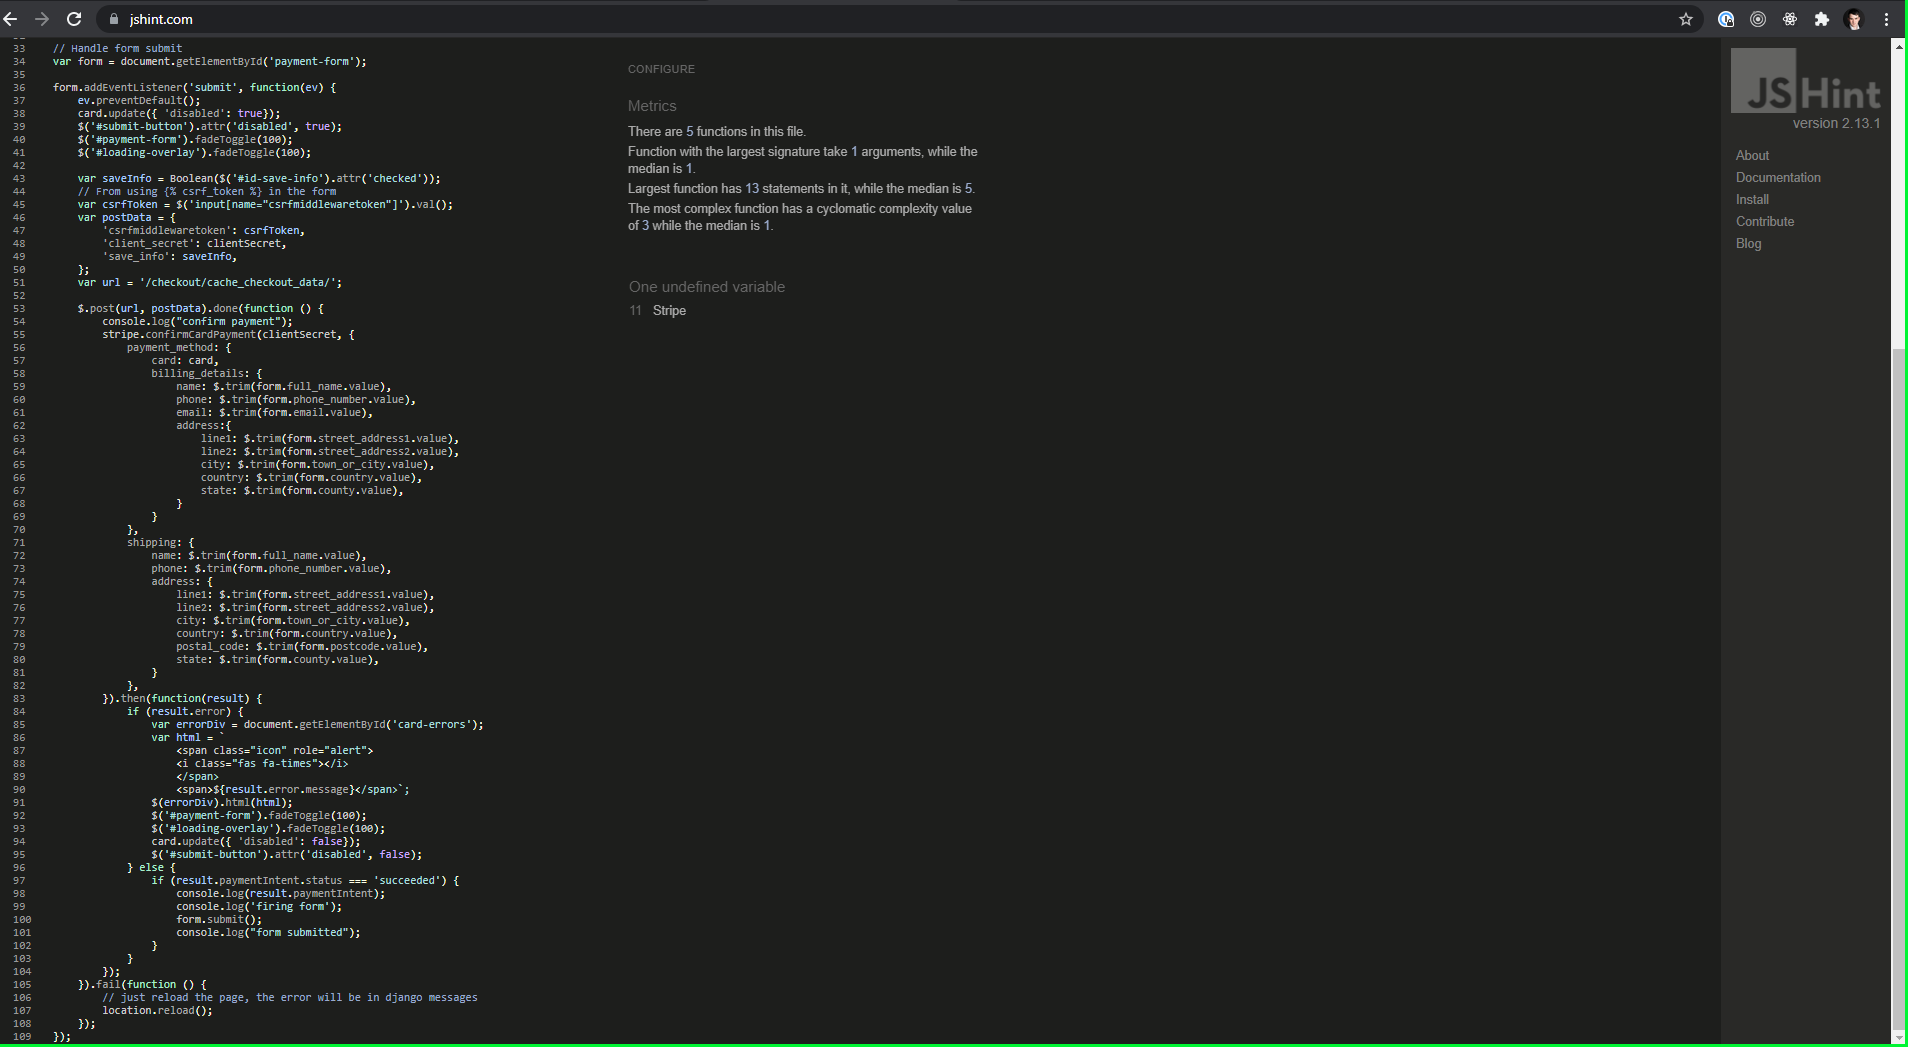 jshint.com
33 // Handle form submit
34 var form = document.getElementById('payment-form');
35
36 form.addEventListener('submit', function(ev) {
37     ev.preventDefault();
38     card.update({ 'disabled': true});
39     $('#submit-button').attr('disabled', true);
40     $('#payment-form').fadeToggle(100);
41     $('#loading-overlay').fadeToggle(100);
42
43     var saveInfo = Boolean($('#id-save-info').attr('checked'));
44     // From using {% csrf_token %} in the form
45     var csrfToken = $('input[name="csrfmiddlewaretoken"]').val();
46     var postData = {
47         'csrfmiddlewaretoken': csrfToken,
48         'client_secret': clientSecret,
49         'save_info': saveInfo,
50     };
51     var url = '/checkout/cache_checkout_data/';
52
53     $.post(url, postData).done(function () {
54         console.log("confirm payment");
55         stripe.confirmCardPayment(clientSecret, {
56             payment_method: {
57                 card: card,
58                 billing_details: {
59                     name: $.trim(form.full_name.value),
60                     phone: $.trim(form.phone_number.value),
61                     email: $.trim(form.email.value),
62                     address:{
63                         line1: $.trim(form.street_address1.value),
64                         line2: $.trim(form.street_address2.value),
65                         city: $.trim(form.town_or_city.value),
66                         country: $.trim(form.country.value),
67                         state: $.trim(form.county.value),
68                     }
69                 }
70             },
71             shipping: {
72                 name: $.trim(form.full_name.value),
73                 phone: $.trim(form.phone_number.value),
74                 address: {
75                     line1: $.trim(form.street_address1.value),
76                     line2: $.trim(form.street_address2.value),
77                     city: $.trim(form.town_or_city.value),
78                     country: $.trim(form.country.value),
79                     postal_code: $.trim(form.postcode.value),
80                     state: $.trim(form.county.value),
81                 }
82             },
83         }).then(function(result) {
84             if (result.error) {
85                 var errorDiv = document.getElementById('card-errors');
86                 var html = `
87                     <span class="icon" role="alert">
88                     <i class="fas fa-times"></i>
89                     </span>
90                     <span>${result.error.message}</span>`;
91                 $(errorDiv).html(html);
92                 $('#payment-form').fadeToggle(100);
93                 $('#loading-overlay').fadeToggle(100);
94                 card.update({ 'disabled': false});
95                 $('#submit-button').attr('disabled', false);
96             } else {
97                 if (result.paymentIntent.status === 'succeeded') {
98                     console.log(result.paymentIntent);
99                     console.log('firing form');
100                     form.submit();
101                     console.log("form submitted");
102                 }
103             }
104         });
105     }).fail(function () {
106         // just reload the page, the error will be in django messages
107         location.reload();
108     });
109 });
CONFIGURE
Metrics
There are 5 functions in this file.
Function with the largest signature take 1 arguments, while the
median is 1.
Largest function has 13 statements in it, while the median is 5.
The most complex function has a cyclomatic complexity value
of 3 while the median is 1.
One undefined variable
11 Stripe
JSHint
version 2.13.1
About
Documentation
Install
Contribute
Blog